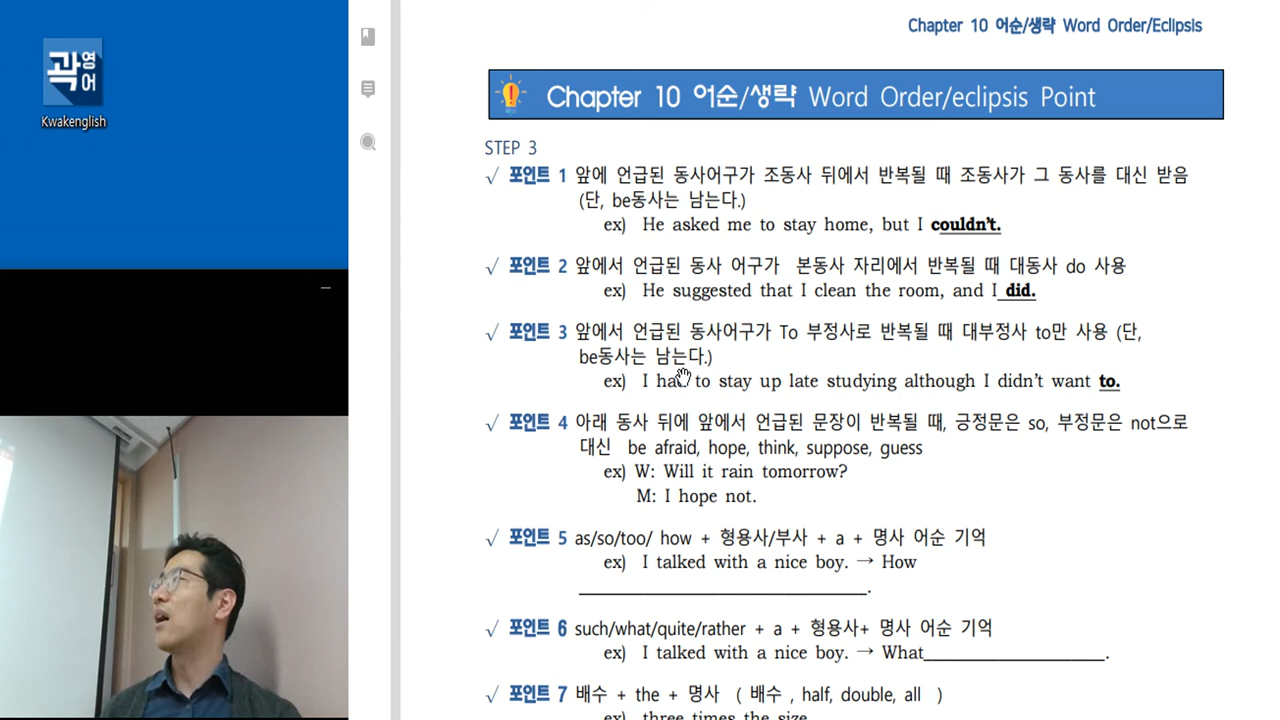 곽영어
Kwakenglish
Chapter 10 어순/생략 Word Order/Eclipsis
Chapter 10 어순/생략 Word Order/eclipsis Point
STEP 3
√ 포인트 1 앞에 언급된 동사어구가 조동사 뒤에서 반복될 때 조동사가 그 동사를 대신 받음
(단, be동사는 남는다.)
ex) He asked me to stay home, but I couldn't.
√ 포인트 2 앞에서 언급된 동사 어구가 본동사 자리에서 반복될 때 대동사 do 사용
ex) He suggested that I clean the room, and I did.
√ 포인트 3 앞에서 언급된 동사어구가 To 부정사로 반복될 때 대부정사 to만 사용 (단,
be동사는 남는다.)
ex) I had to stay up late studying although I didn't want to.
√ 포인트 4 아래 동사 뒤에 앞에서 언급된 문장이 반복될 때, 긍정문은 so, 부정문은 not으로
대신 be afraid, hope, think, suppose, guess
ex) W: Will it rain tomorrow?
M: I hope not.
√ 포인트 5 as/so/too/ how + 형용사/부사 + a + 명사 어순 기억
ex) I talked with a nice boy. → How
______________________________.
√ 포인트 6 such/what/quite/rather + a + 형용사+ 명사 어순 기억
ex) I talked with a nice boy. → What____________________.
√ 포인트 7 배수 + the + 명사 ( 배수 , half, double, all )
ex) three times the size